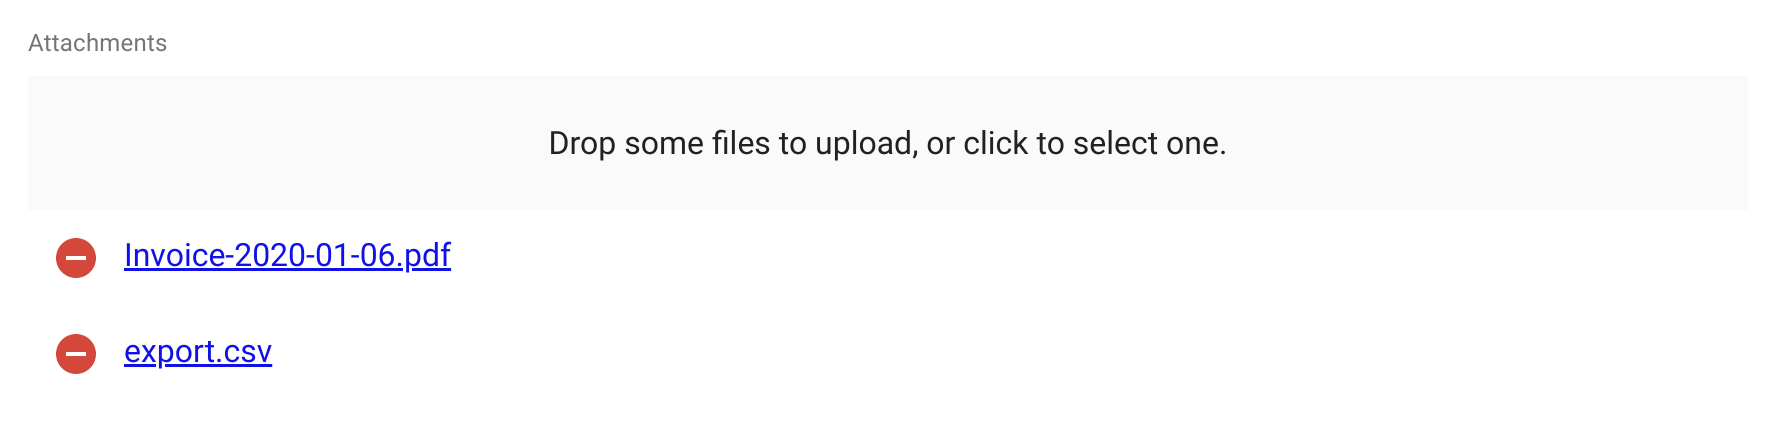 Attachments
Drop some files to upload, or click to select one.
Invoice-2020-01-06.pdf
export.csv